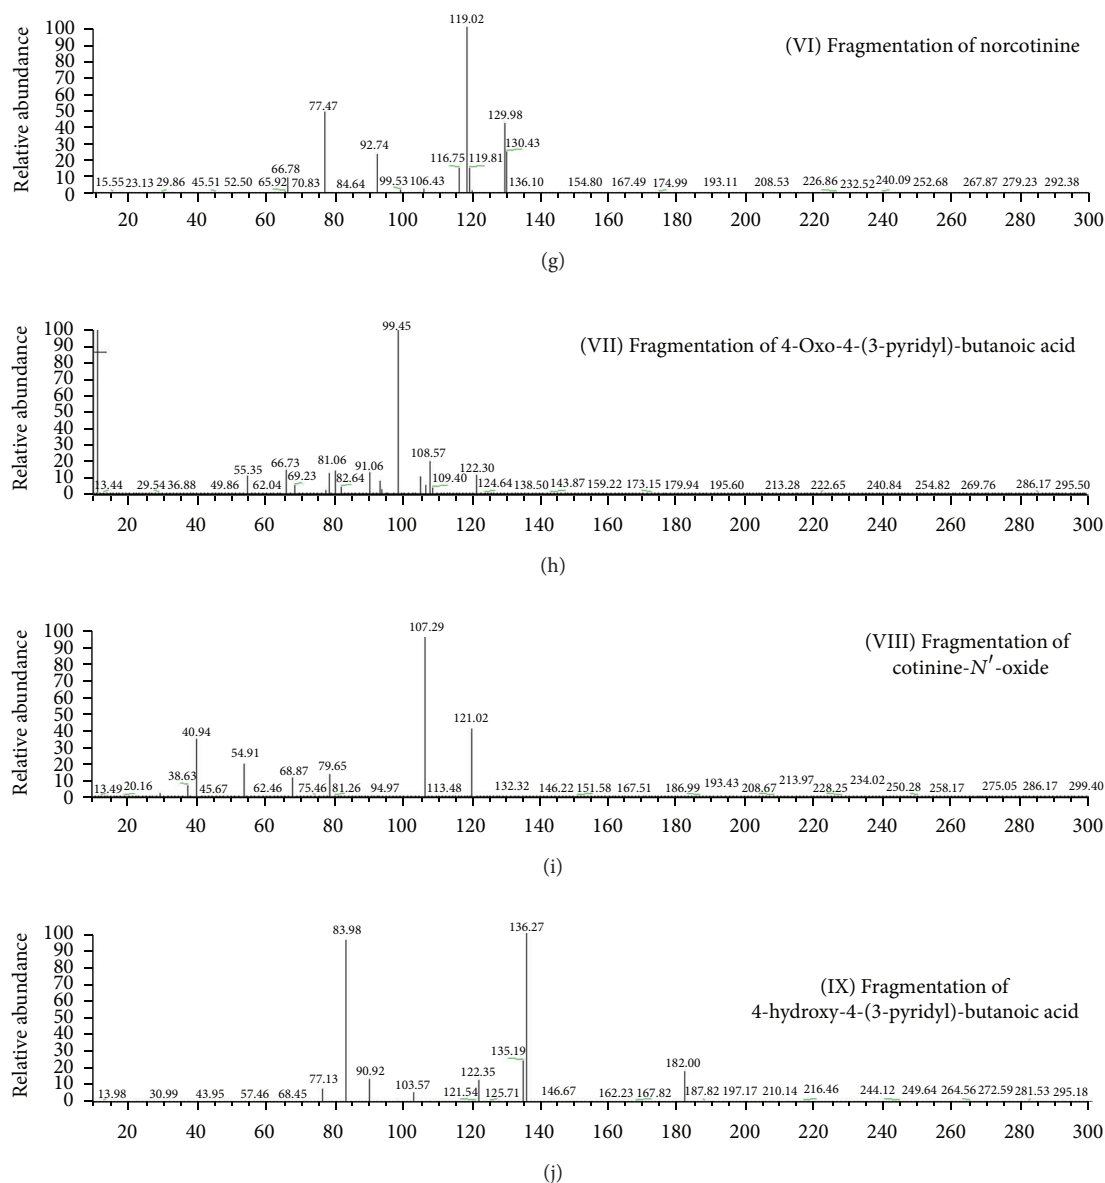 (VI) Fragmentation of norcotinine
Relative abundance
100
90
80
70
60
50
40
30
20
10
0
119.02
77.47
129.98
92.74
130.43
116.75 119.81
66.78
15.55 23.13 29.86 45.51 52.50 65.92 70.83 84.64 99.53 106.43 136.10 154.80 167.49 174.99 193.11 208.53 226.86 232.52 240.09 252.68 267.87 279.23 292.38
20 40 60 80 100 120 140 160 180 200 220 240 260 280 300
(g)
(VII) Fragmentation of 4-Oxo-4-(3-pyridyl)-butanoic acid
Relative abundance
100
90
80
70
60
50
40
30
20
10
0
99.45
108.57
55.35 66.73 81.06 91.06 122.30
69.23 82.64 109.40
13.44 29.54 36.88 49.86 62.04 124.64 138.50 143.87 159.22 173.15 179.94 195.60 213.28 222.65 240.84 254.82 269.76 286.17 295.50
20 40 60 80 100 120 140 160 180 200 220 240 260 280 300
(h)
(VIII) Fragmentation of
cotinine-N′-oxide
Relative abundance
100
90
80
70
60
50
40
30
20
10
0
107.29
121.02
40.94
54.91
38.63 68.87 79.65
13.49 20.16 45.67 62.46 75.46 81.26 94.97 113.48 132.32 146.22 151.58 167.51 186.99 193.43 208.67 213.97 228.25 234.02 250.28 258.17 275.05 286.17 299.40
20 40 60 80 100 120 140 160 180 200 220 240 260 280 300
(i)
(IX) Fragmentation of
4-hydroxy-4-(3-pyridyl)-butanoic acid
Relative abundance
100
90
80
70
60
50
40
30
20
10
0
83.98 136.27
135.19
182.00
77.13 90.92 122.35
103.57
13.98 30.99 43.95 57.46 68.45 121.54 125.71 146.67 162.23 167.82 187.82 197.17 210.14 216.46 244.12 249.64 264.56 272.59 281.53 295.18
20 40 60 80 100 120 140 160 180 200 220 240 260 280 300
(j)